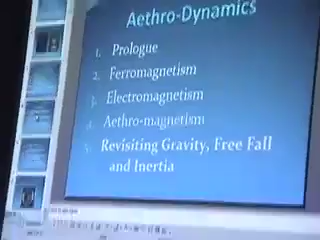 Aethro-Dynamics
1. Prologue
2. Ferromagnetism
3. Electromagnetism
4. Aethro-magnetism
5. Revisiting Gravity, Free Fall
and Inertia